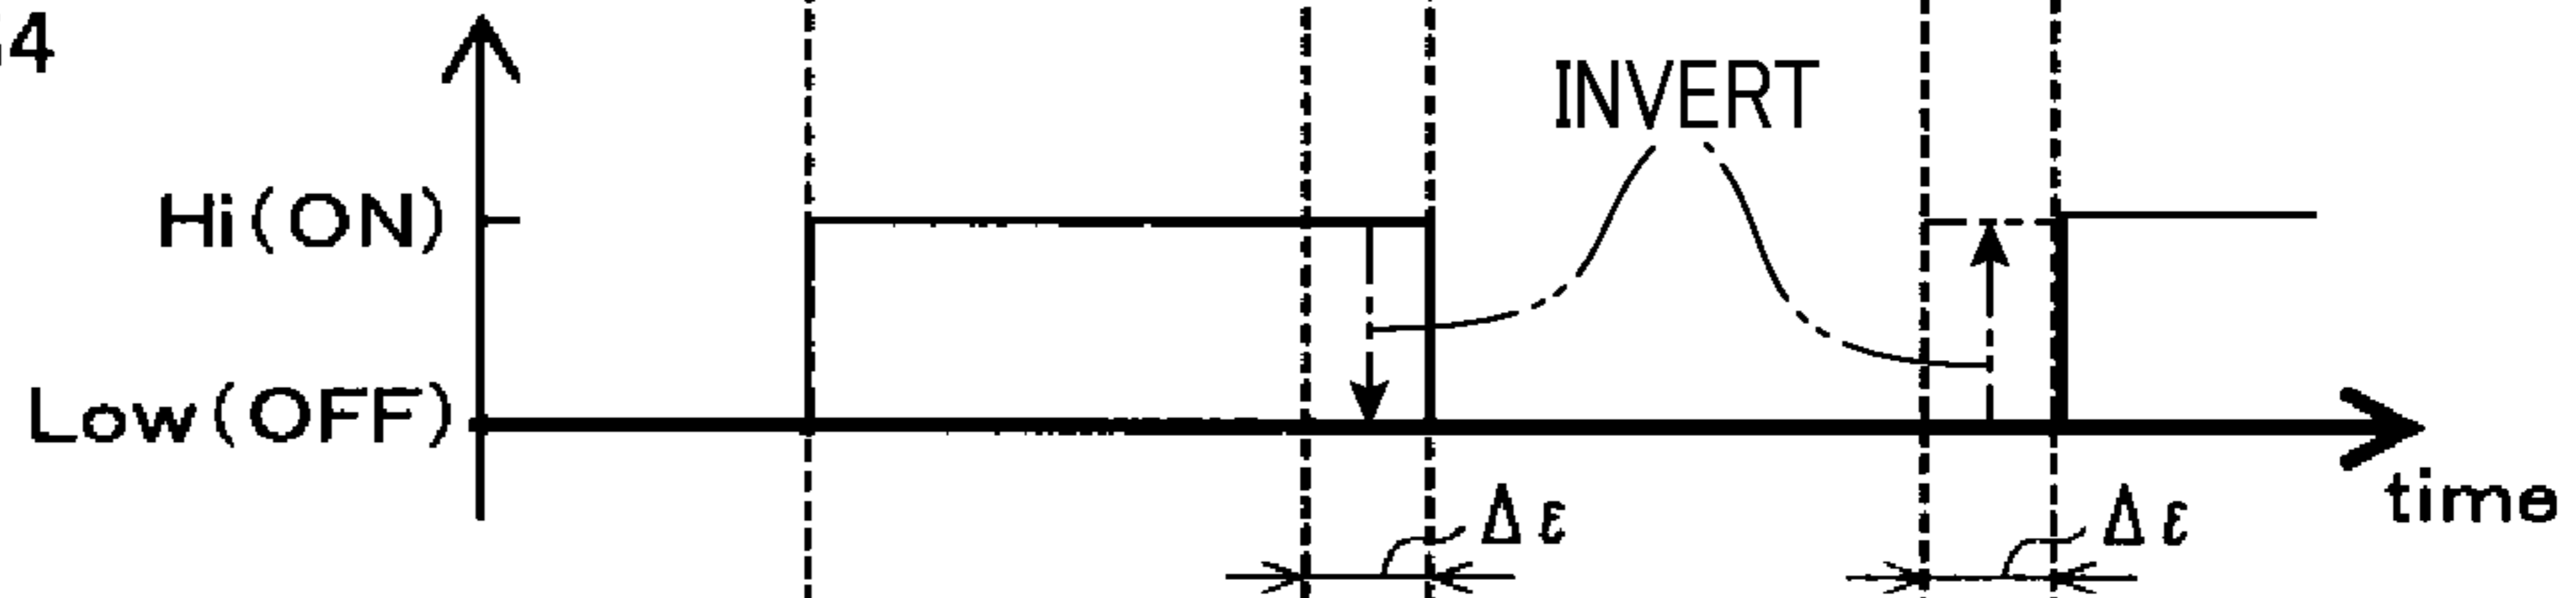 4
INVERT
Hi(ON)
Low(OFF)
time
Δε Δε